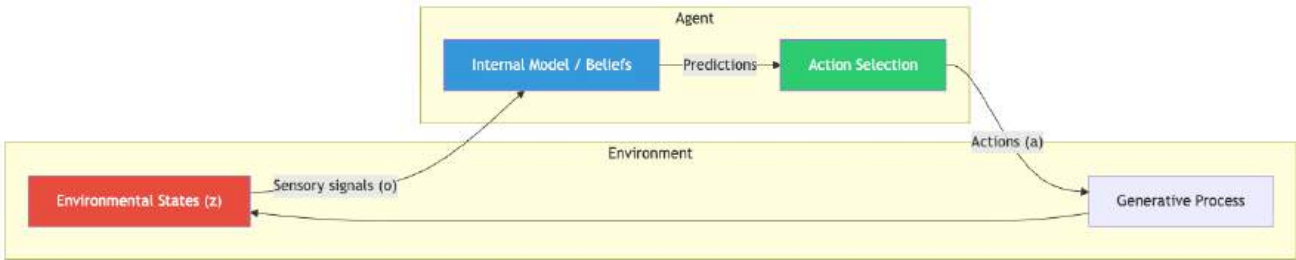 Agent
Internal Model / Beliefs
Predictions
Action Selection
Actions (a)
Environment
Sensory signals (o)
Environmental States (z)
Generative Process